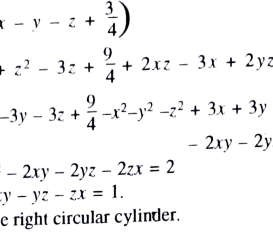 x − y − z + 3/4)
+ z² − 3z + 9/4 + 2xz − 3x + 2yz
−3y − 3z + 9/4 −x²−y² −z² + 3x + 3y
− 2xy − 2y
− 2xy − 2yz − 2zx = 2
xy − yz − zx = 1.
e right circular cylinder.